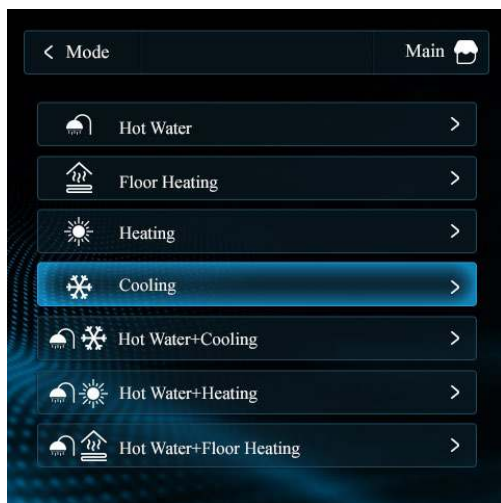 Mode
Main
Hot Water
Floor Heating
Heating
Cooling
Hot Water+Cooling
Hot Water+Heating
Hot Water+Floor Heating